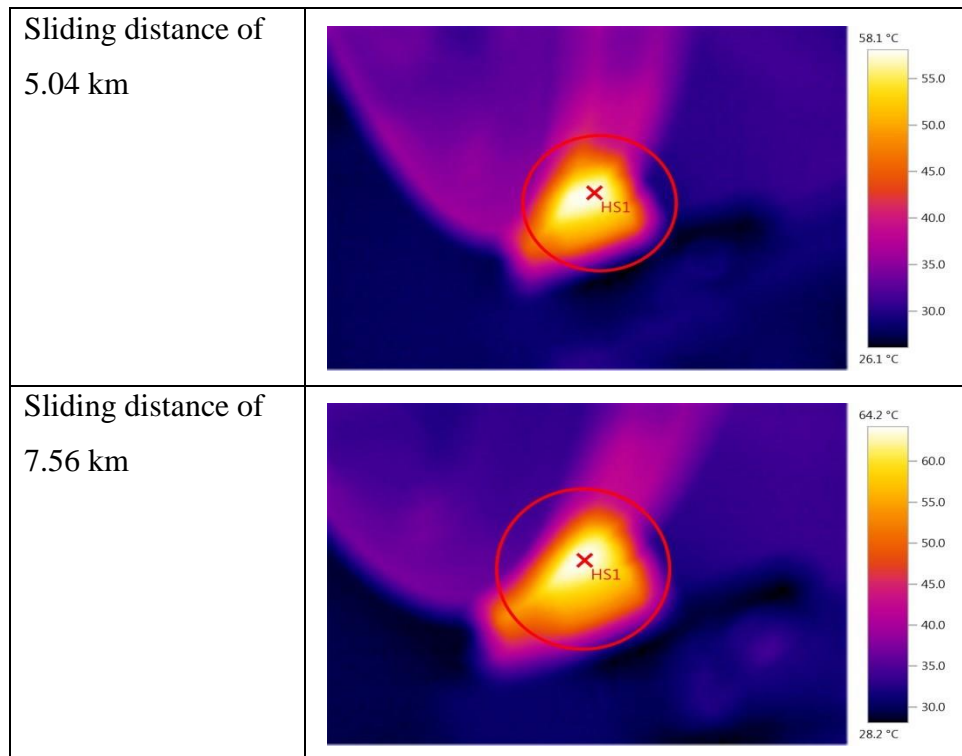 Sliding distance of
5.04 km
58.1 °C
55.0
50.0
45.0
40.0
35.0
30.0
26.1 °C
HS1
Sliding distance of
7.56 km
64.2 °C
60.0
55.0
50.0
45.0
40.0
35.0
30.0
28.2 °C
HS1